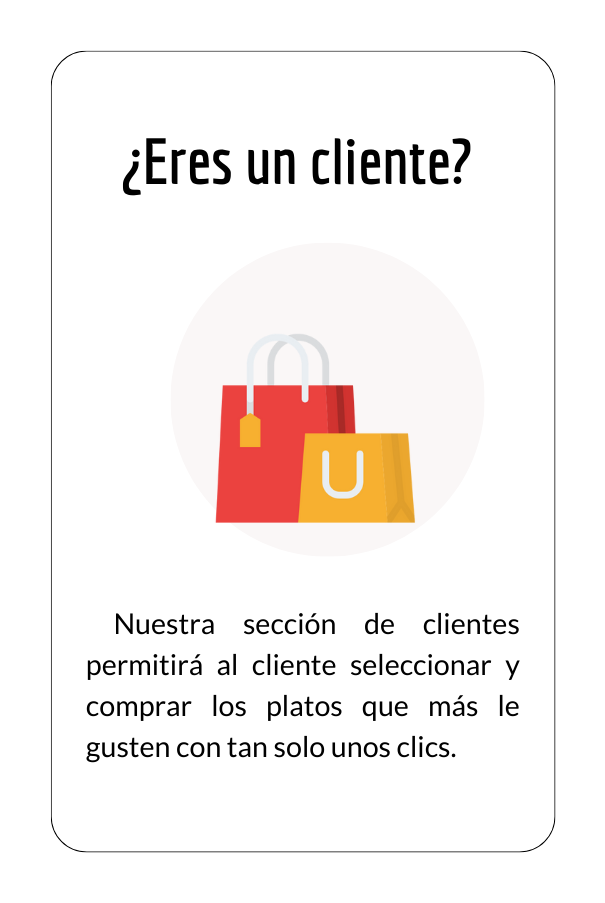 ¿Eres un cliente?
Nuestra sección de clientes
permitirá al cliente seleccionar y
comprar los platos que más le
gusten con tan solo unos clics.